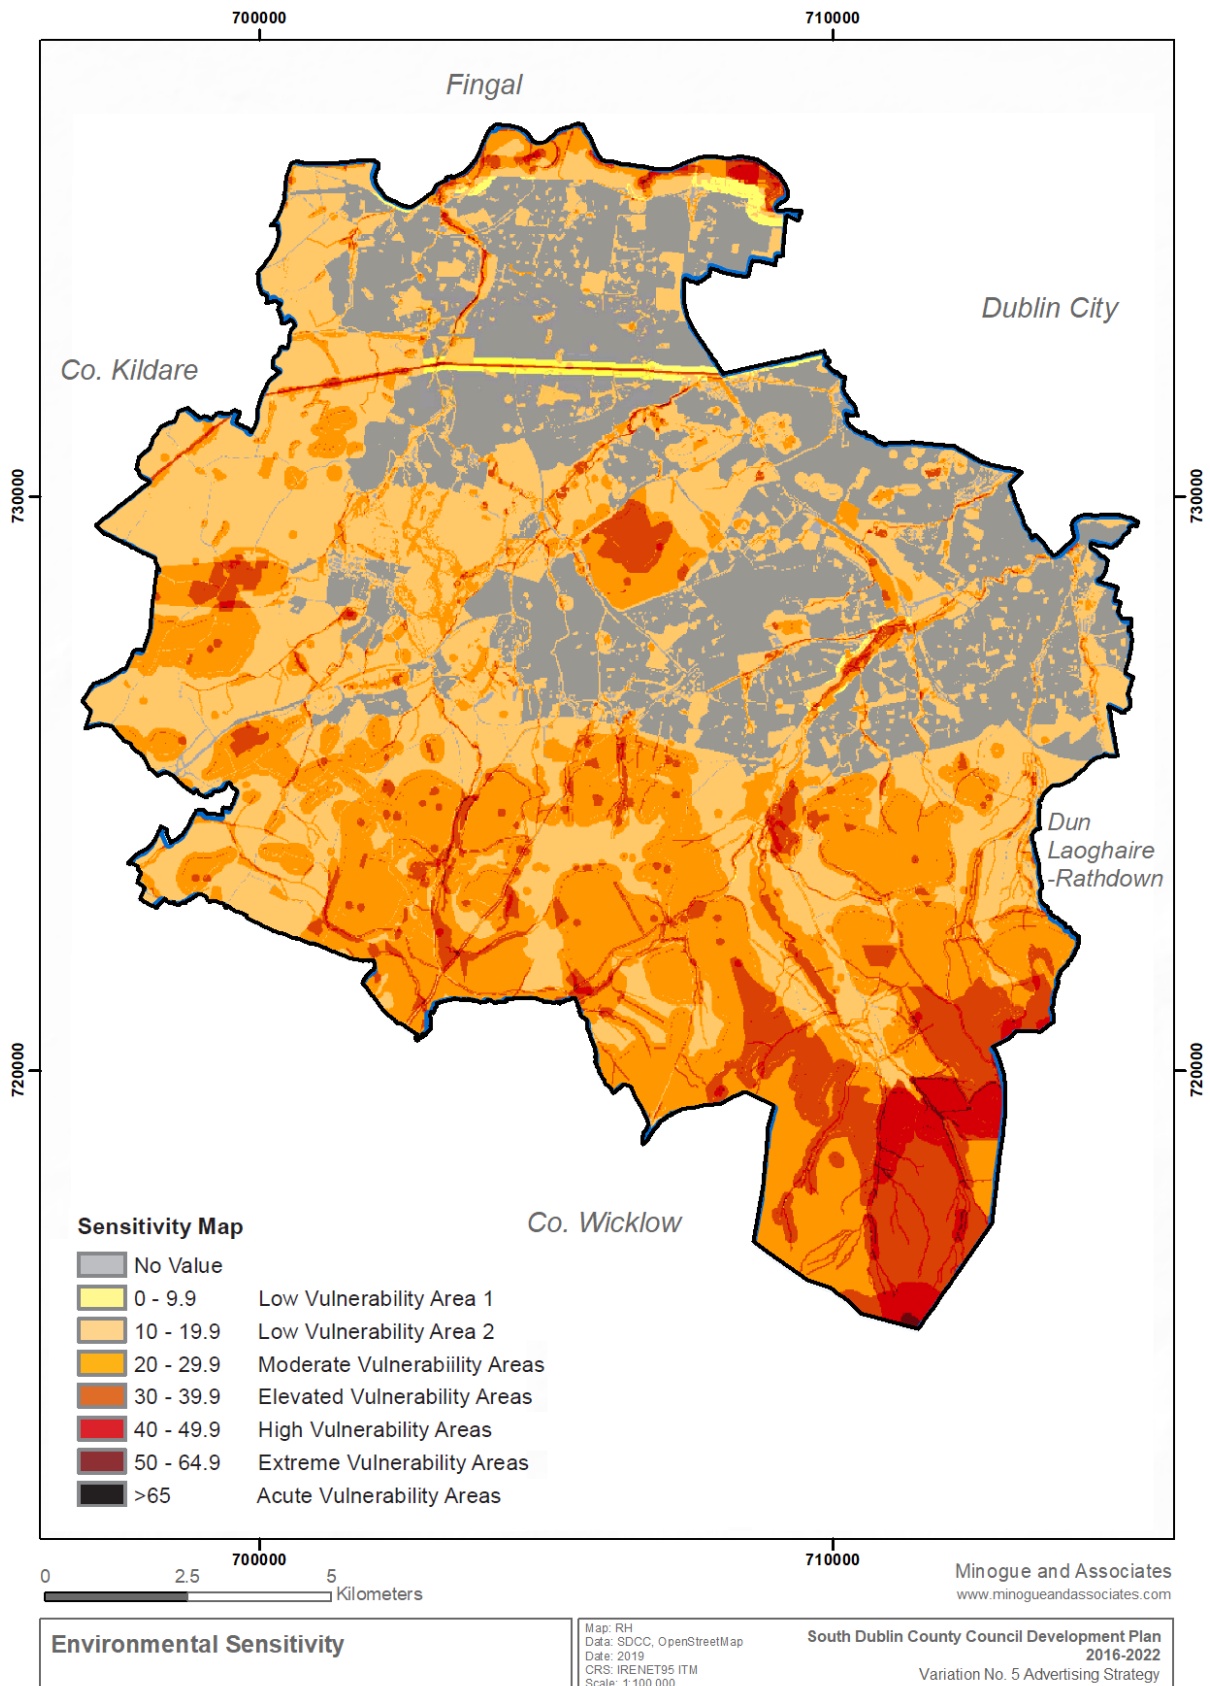 700000
710000
Fingal
Dublin City
Co. Kildare
730000
730000
Dun
Laoghaire
-Rathdown
720000
720000
Co. Wicklow
Sensitivity Map
No Value
0 - 9.9 Low Vulnerability Area 1
10 - 19.9 Low Vulnerability Area 2
20 - 29.9 Moderate Vulnerabiility Areas
30 - 39.9 Elevated Vulnerability Areas
40 - 49.9 High Vulnerability Areas
50 - 64.9 Extreme Vulnerability Areas
>65 Acute Vulnerability Areas
700000
710000
0 2.5 5
Kilometers
Minogue and Associates
www.minogueandassociates.com
Environmental Sensitivity
Map: RH
Data: SDCC, OpenStreetMap
Date: 2019
CRS: IRENET95 ITM
Scale: 1:100,000
South Dublin County Council Development Plan
2016-2022
Variation No. 5 Advertising Strategy